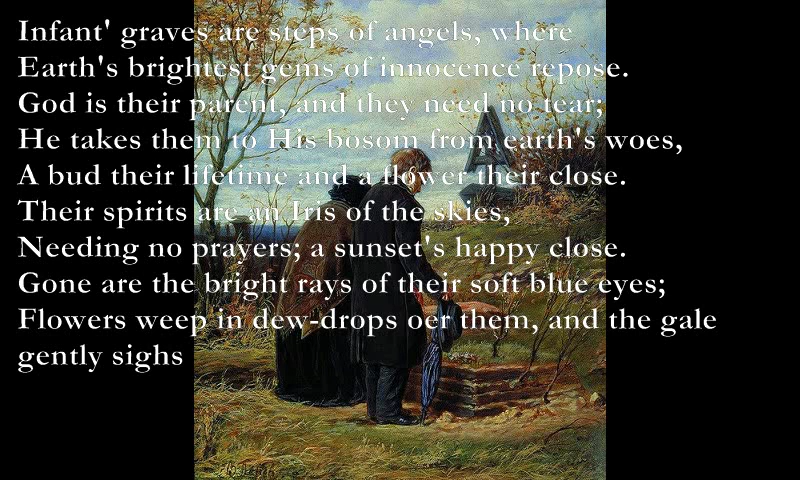 Infant' graves are steps of angels, where
Earth's brightest gems of innocence repose.
God is their parent, and they need no tear;
He takes them to His bosom from earth's woes,
A bud their lifetime and a flower their close.
Their spirits are an Iris of the skies,
Needing no prayers; a sunset's happy close.
Gone are the bright rays of their soft blue eyes;
Flowers weep in dew-drops oer them, and the gale
gently sighs